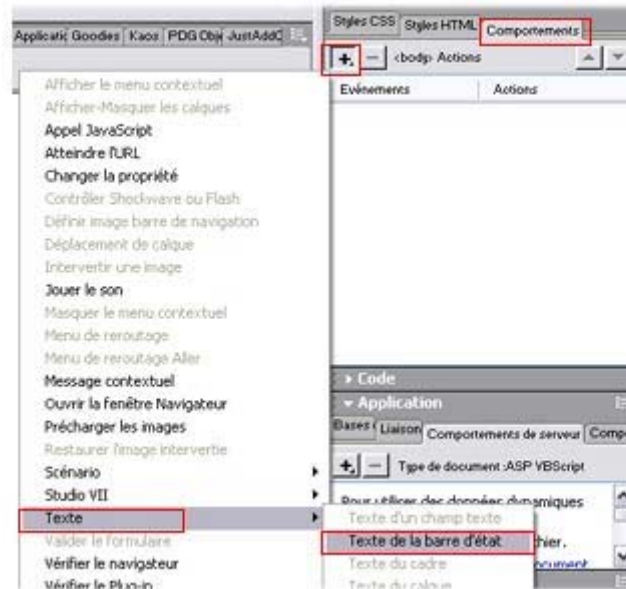 Goodies Kaos PDG Obj JustAddC
Styles CSS Styles HTML Comportements
<body> Actions
Evénements Actions
Afficher le menu contextuel
Afficher-Masquer les calques
Appel JavaScript
Atteindre l'URL
Changer la propriété
Contrôler Shockwave ou Flash
Définir image barre de navigation
Déplacement de calque
Intervertir une image
Jouer le son
Masquer le menu contextuel
Menu de reroutage
Menu de reroutage Aller
Message contextuel
Ouvrir la fenêtre Navigateur
Précharger les images
Restaurer l'image intervertie
Scénario
Studio VII
Texte
Valider le formulaire
Vérifier le navigateur
Vérifier le Plug-in
Code
Application
Bases Liaison Comportements de serveur Comp
Type de document :ASP VBScript
Pour utiliser des données dynamiques
Texte d'un champ texte
Texte de la barre d'état
hier.
Texte du cadre
ocument
Texte du calque